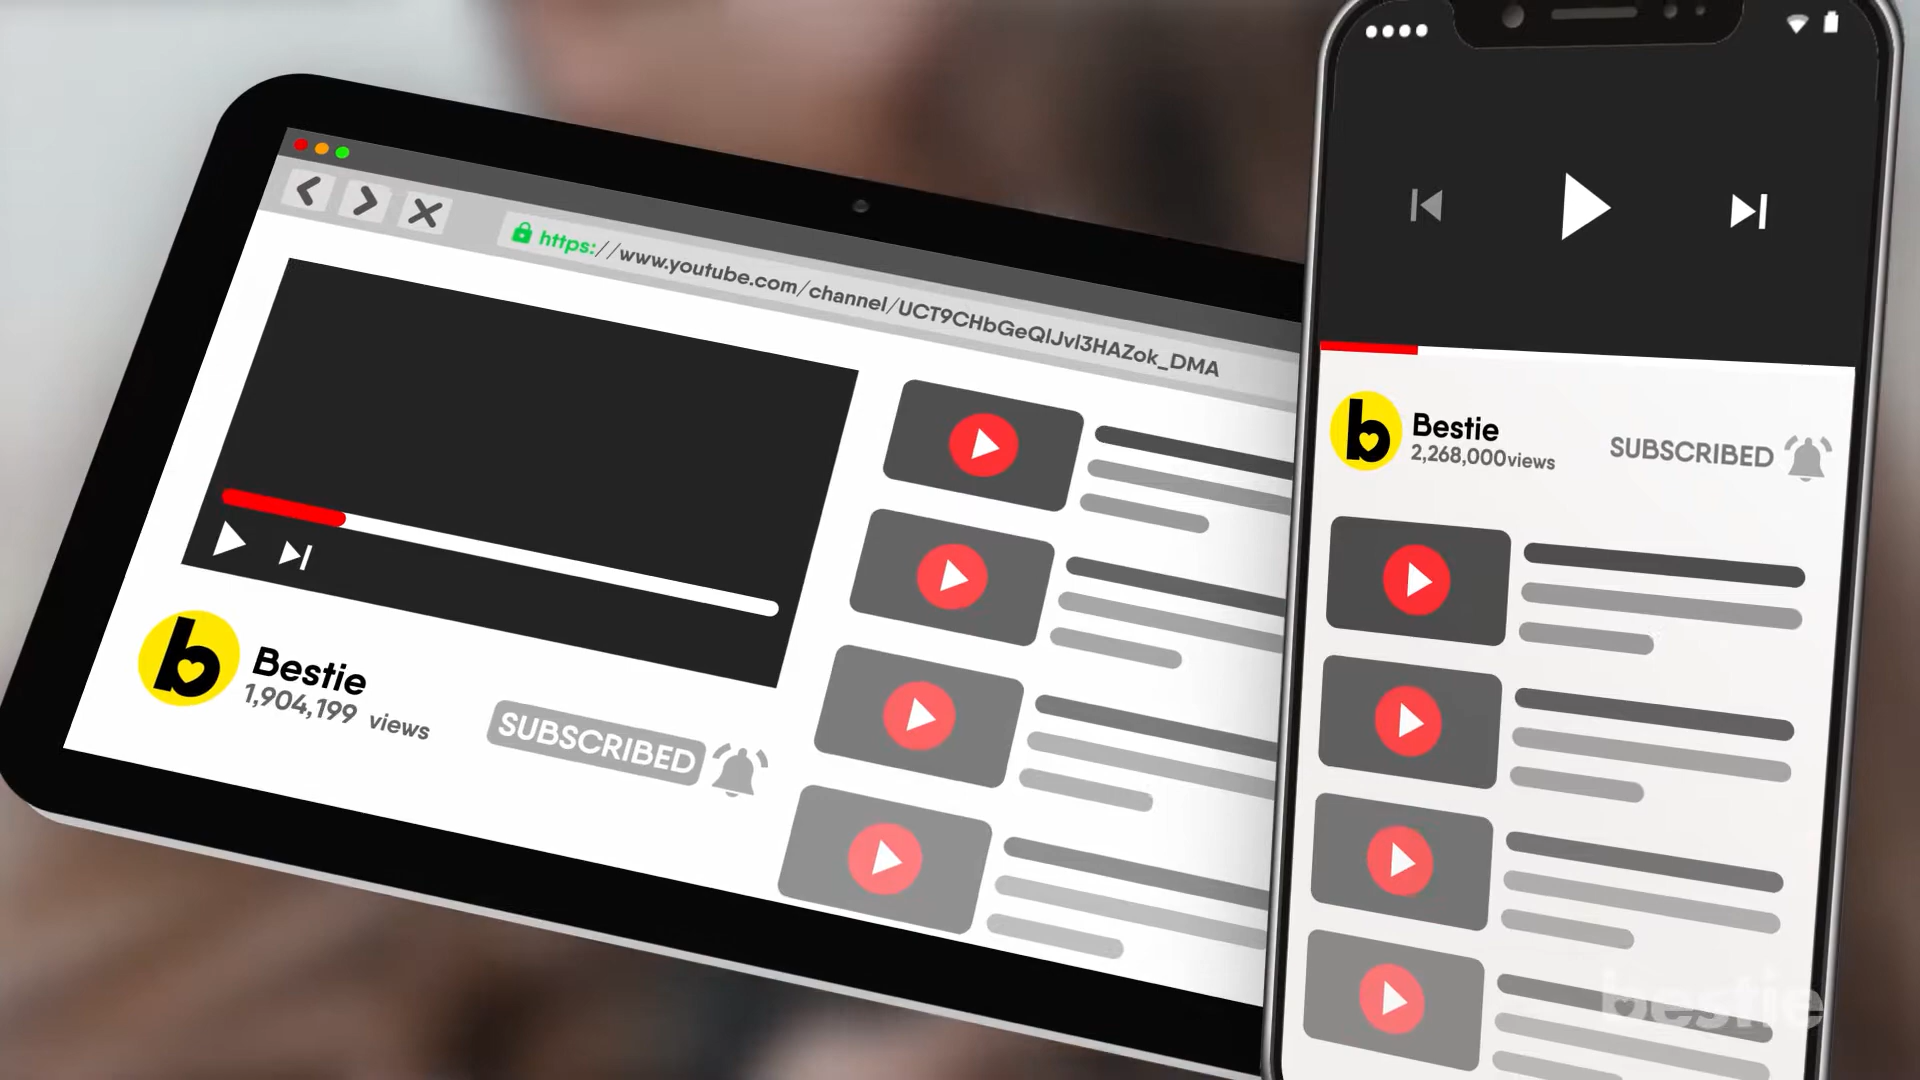 https://www.youtube.com/channel/UCT9CHbGeQlJvl3HAZok_DMA
Bestie
1,904,199 views
SUBSCRIBED
Bestie
2,268,000views
SUBSCRIBED
bestie